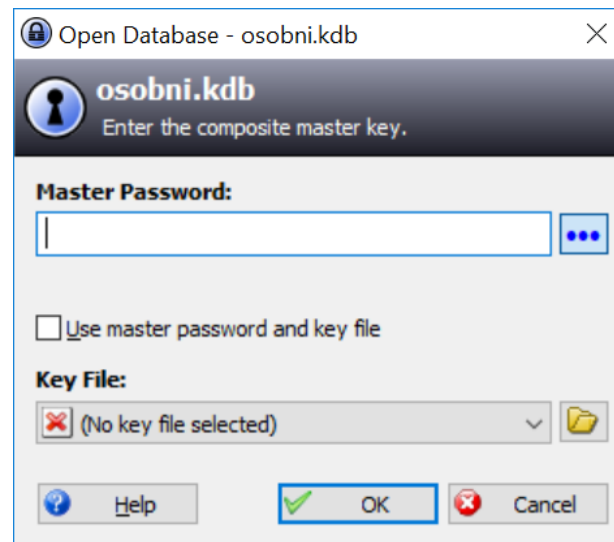 Open Database - osobni.kdb
osobni.kdb
Enter the composite master key.
Master Password:
Use master password and key file
Key File:
(No key file selected)
Help OK Cancel